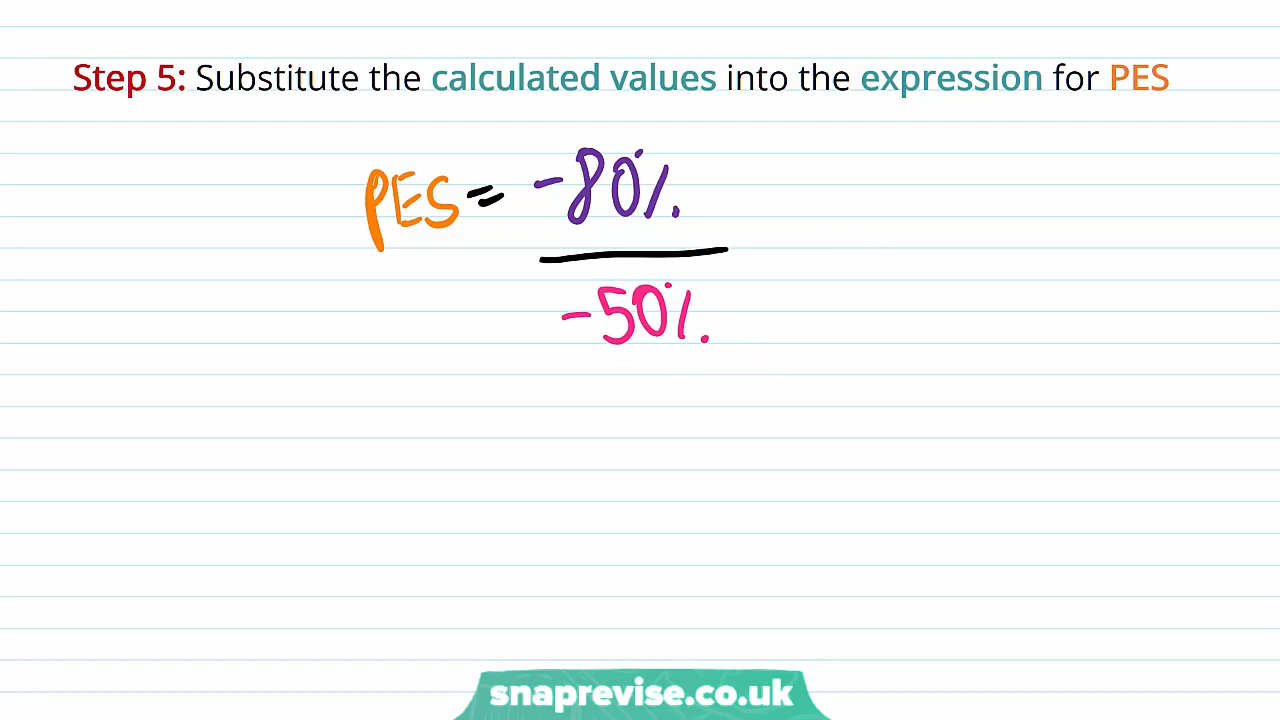 Step 5: Substitute the calculated values into the expression for PES
PES = -80%
-50%
snaprevise.co.uk